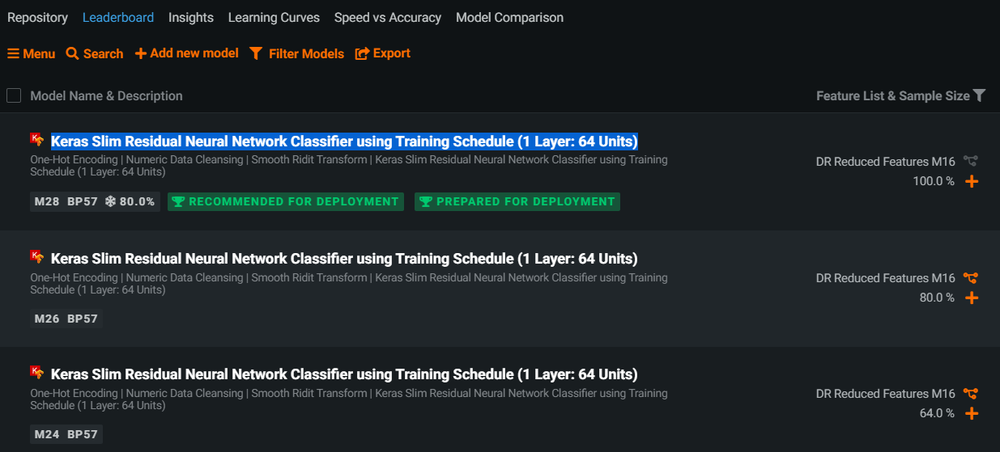 Repository Leaderboard Insights Learning Curves Speed vs Accuracy Model Comparison
Menu Search Add new model Filter Models Export
Model Name & Description Feature List & Sample Size
Keras Slim Residual Neural Network Classifier using Training Schedule (1 Layer: 64 Units)
One-Hot Encoding | Numeric Data Cleansing | Smooth Ridit Transform | Keras Slim Residual Neural Network Classifier using Training
Schedule (1 Layer: 64 Units)
DR Reduced Features M16
100.0 %
M28 BP57 80.0% RECOMMENDED FOR DEPLOYMENT PREPARED FOR DEPLOYMENT
Keras Slim Residual Neural Network Classifier using Training Schedule (1 Layer: 64 Units)
One-Hot Encoding | Numeric Data Cleansing | Smooth Ridit Transform | Keras Slim Residual Neural Network Classifier using Training
Schedule (1 Layer: 64 Units)
DR Reduced Features M16
80.0 %
M26 BP57
Keras Slim Residual Neural Network Classifier using Training Schedule (1 Layer: 64 Units)
One-Hot Encoding | Numeric Data Cleansing | Smooth Ridit Transform | Keras Slim Residual Neural Network Classifier using Training
Schedule (1 Layer: 64 Units)
DR Reduced Features M16
64.0 %
M24 BP57